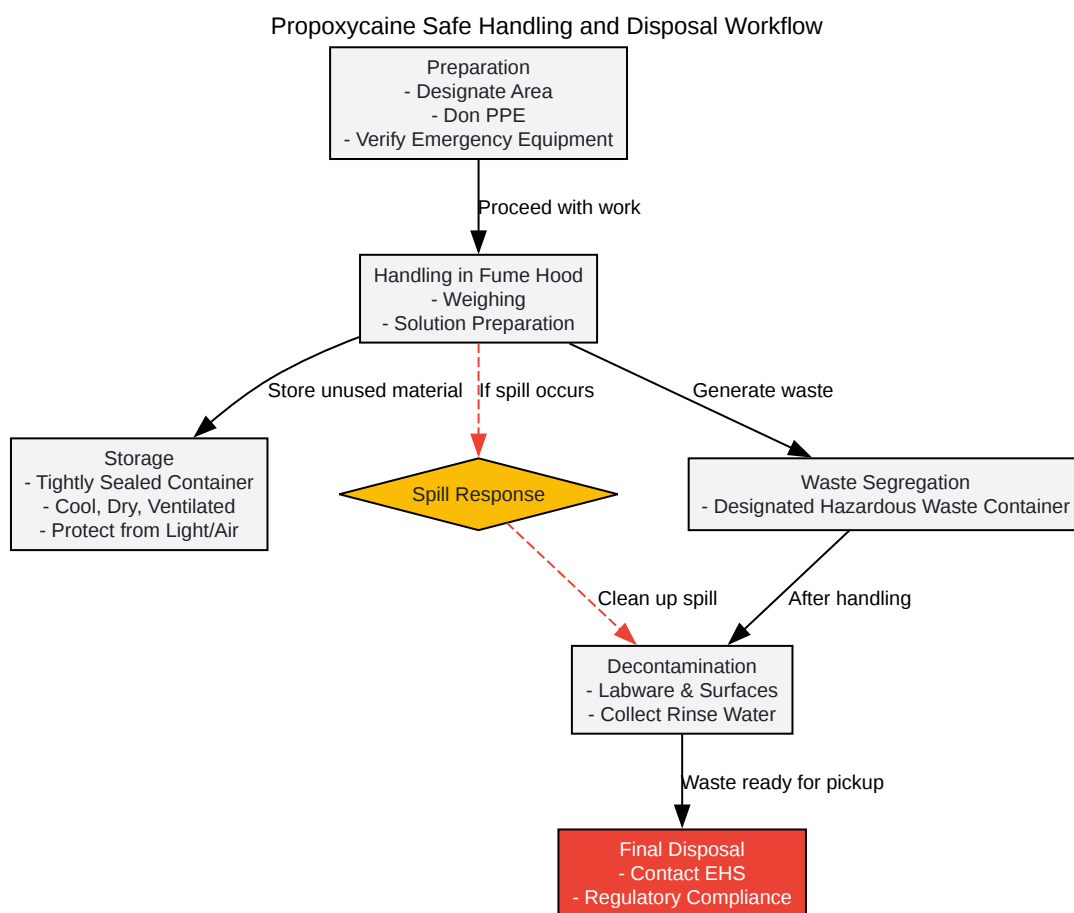 Propoxycaine Safe Handling and Disposal Workflow
Preparation
- Designate Area
- Don PPE
- Verify Emergency Equipment
Proceed with work
Handling in Fume Hood
- Weighing
- Solution Preparation
Store unused material
If spill occurs
Generate waste
Storage
- Tightly Sealed Container
- Cool, Dry, Ventilated
- Protect from Light/Air
Spill Response
Waste Segregation
- Designated Hazardous Waste Container
Clean up spill
After handling
Decontamination
- Labware & Surfaces
- Collect Rinse Water
Waste ready for pickup
Final Disposal
- Contact EHS
- Regulatory Compliance